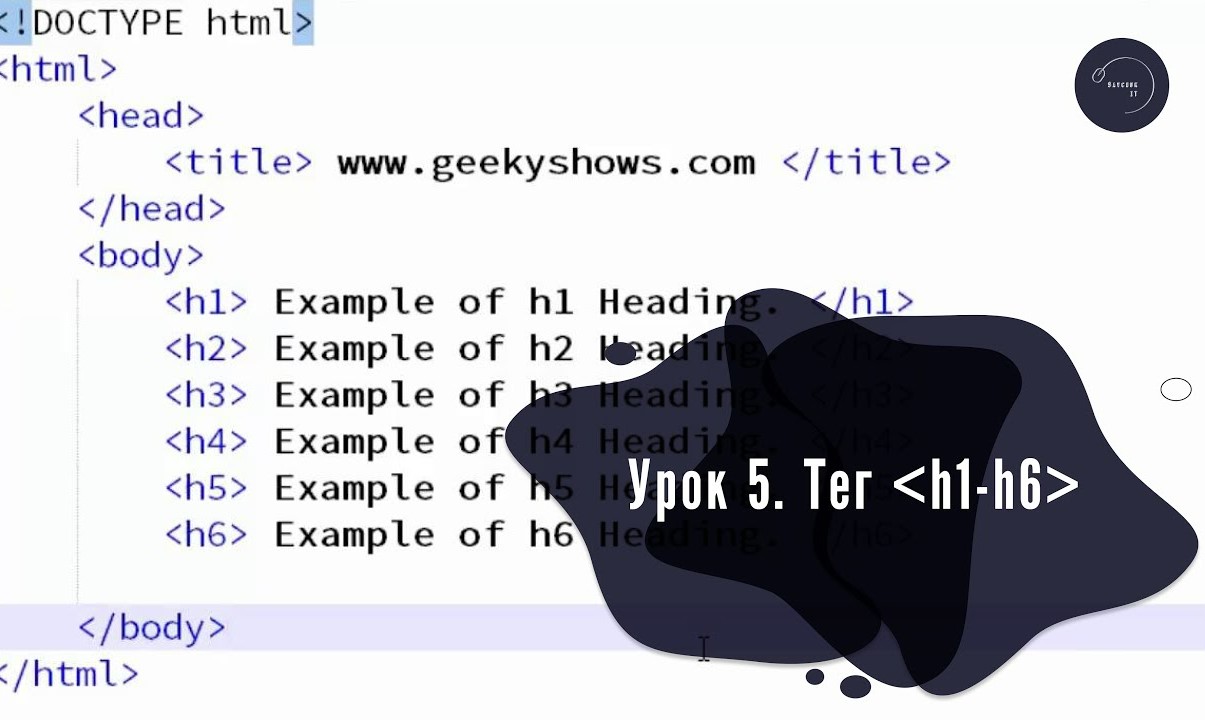 <!DOCTYPE html>
<html>
<head>
<title> www.geekyshows.com </title>
</head>
<body>
<h1> Example of h1 Heading. </h1>
<h2> Example of h2 Heading. </h2>
<h3> Example of h3 Heading. </h3>
<h4> Example of h4 Heading. </h4>
<h5> Example of h5
<h6> Example of h6 Heading. </h6>
</body>
</html>
Урок 5. Тег <h1-h6>
IT